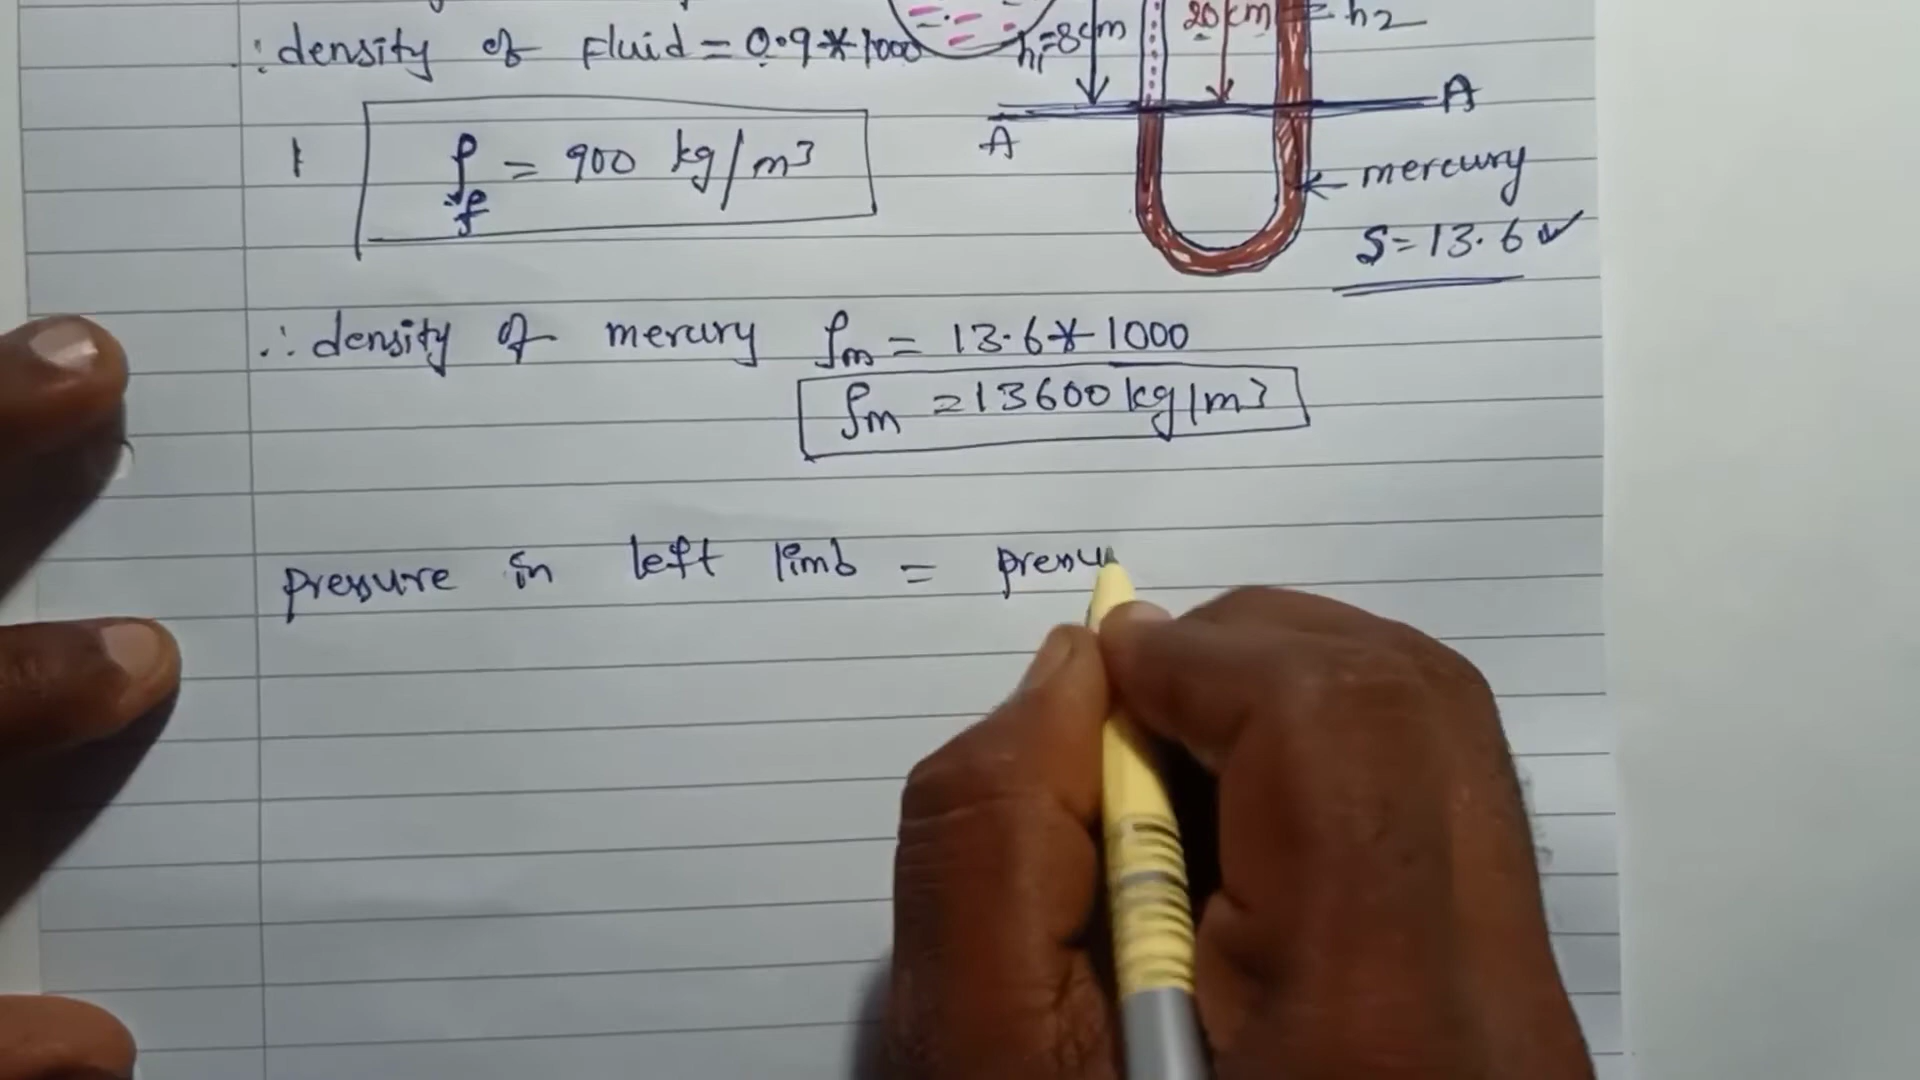 ∴ density of Fluid = 0.9 * 1000
h1=8cm
20cm
= h2
A
A
ρf = 900 kg/m3
mercury
S=13.6 ✓
∴ density of mercury ρm = 13.6 * 1000
ρm = 13600 kg/m3
pressure in left limb = pressu